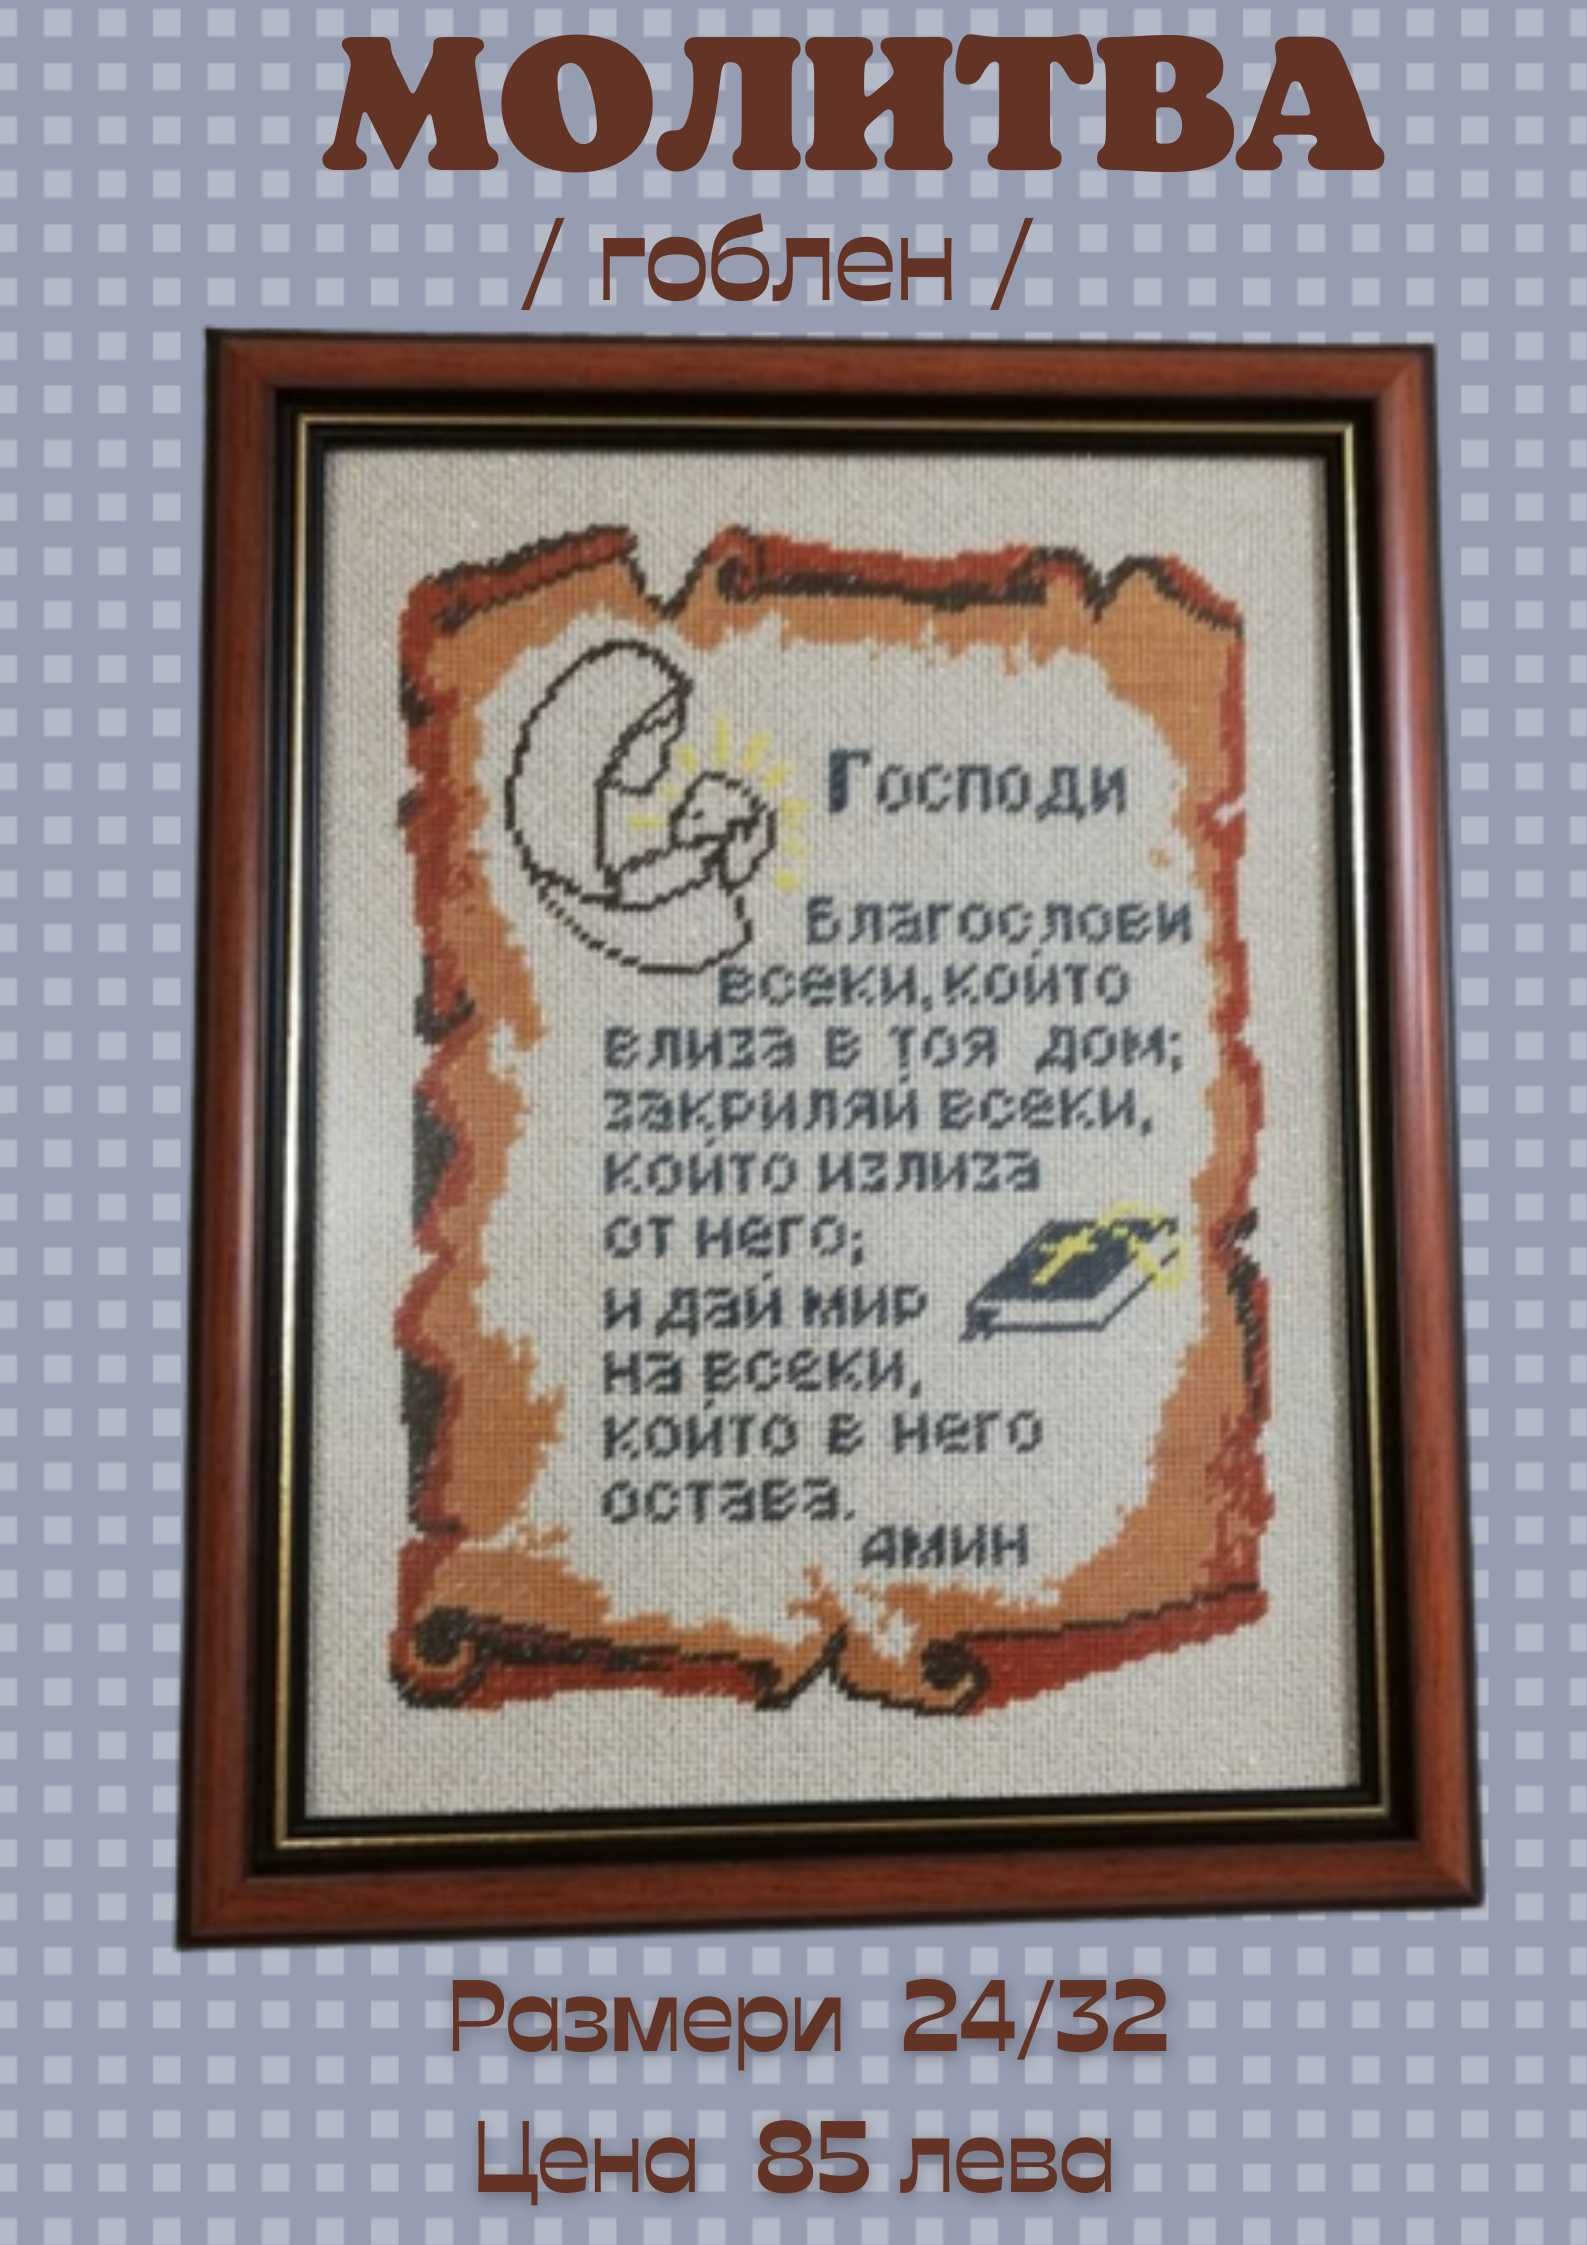 МОЛИТВА
/ гоблен /
Господи
Благослови
всеки, който
влиза в тоя дом;
закриляй всеки,
който излиза
от него;
и дай мир
на всеки,
който в него
остава.
амин
Размери 24/32
Цена 85 лева